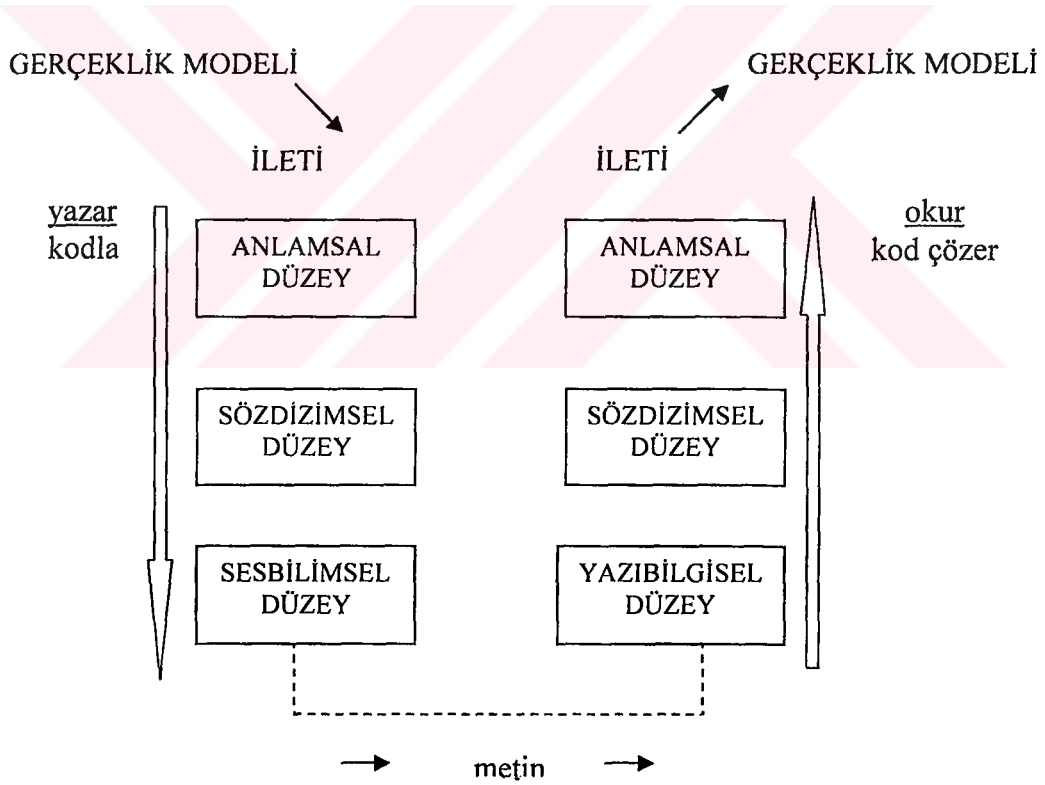 GERÇEKLİK MODELİ
GERÇEKLİK MODELİ
İLETİ
İLETİ
yazar
kodla
ANLAMSAL
DÜZEY
ANLAMSAL
DÜZEY
okur
kod çözer
SÖZDİZİMSEL
DÜZEY
SÖZDİZİMSEL
DÜZEY
SESBİLİMSEL
DÜZEY
YAZIBİLGİSEL
DÜZEY
metin